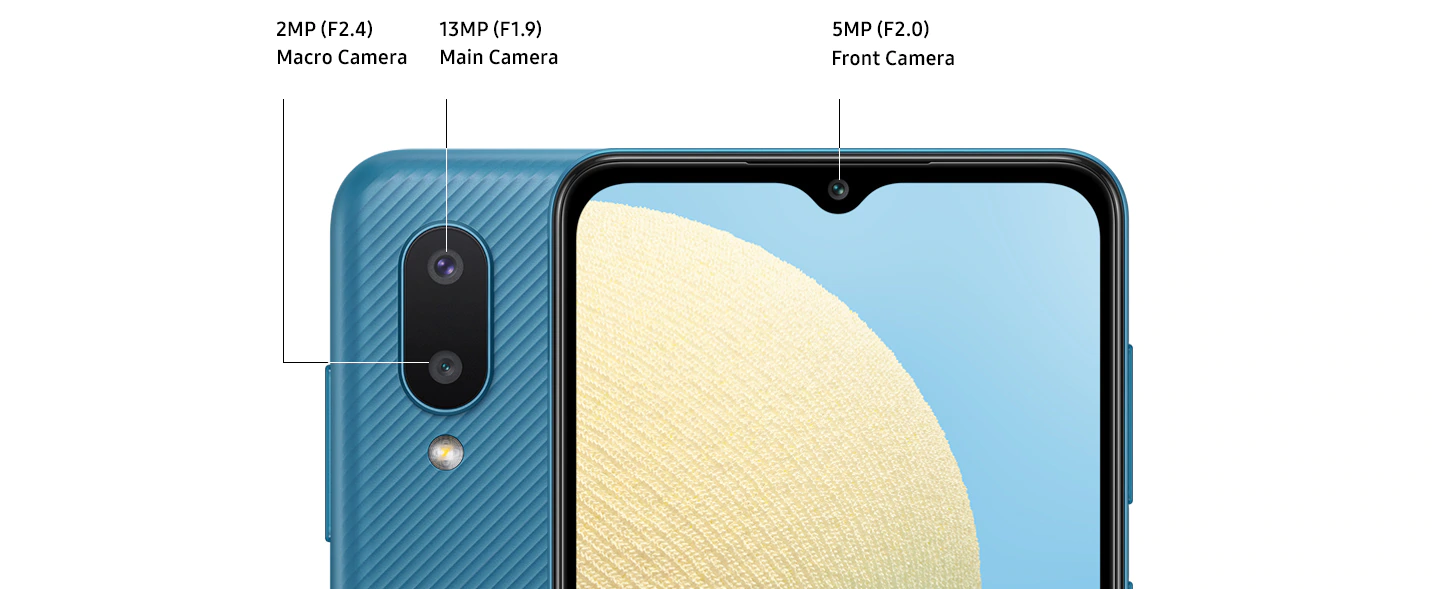 2MP (F2.4)
Macro Camera
13MP (F1.9)
Main Camera
5MP (F2.0)
Front Camera